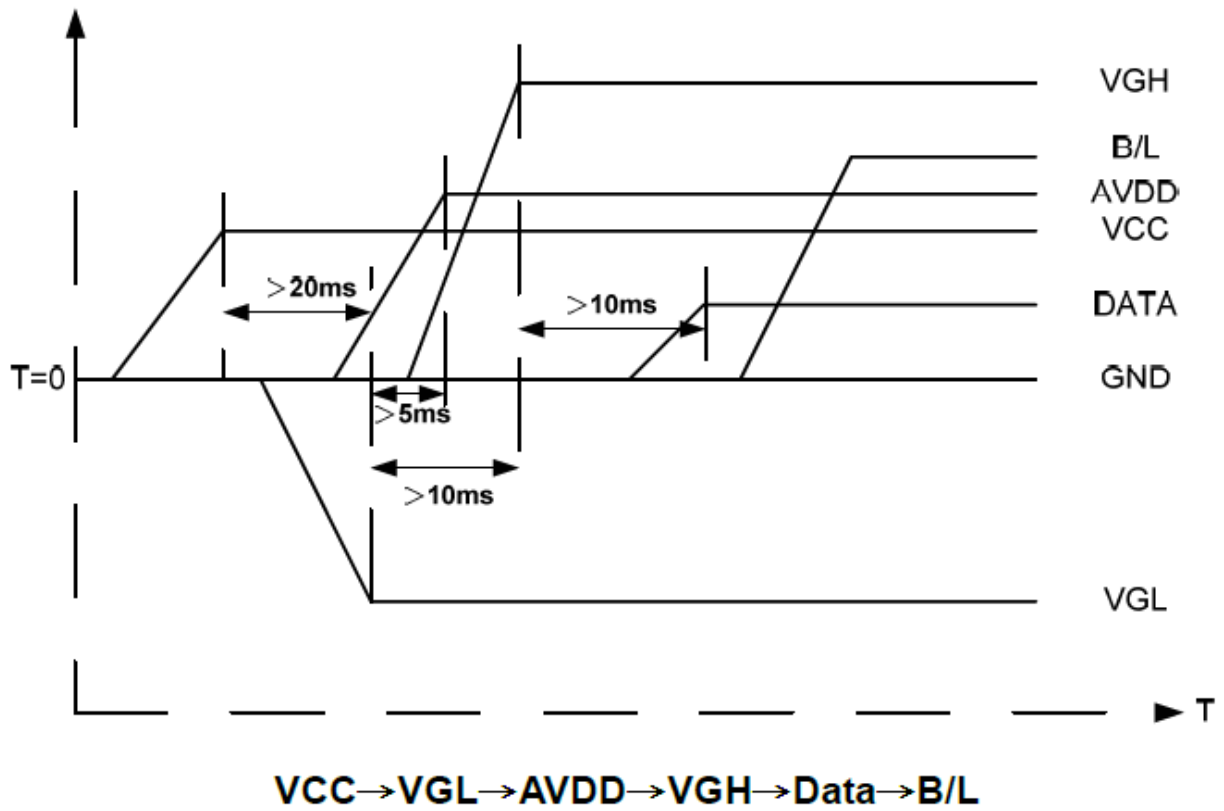 VGH
B/L
AVDD
VCC
>20ms
>10ms
DATA
T=0
GND
>5ms
>10ms
VGL
T
VCC→VGL→AVDD→VGH→Data→B/L